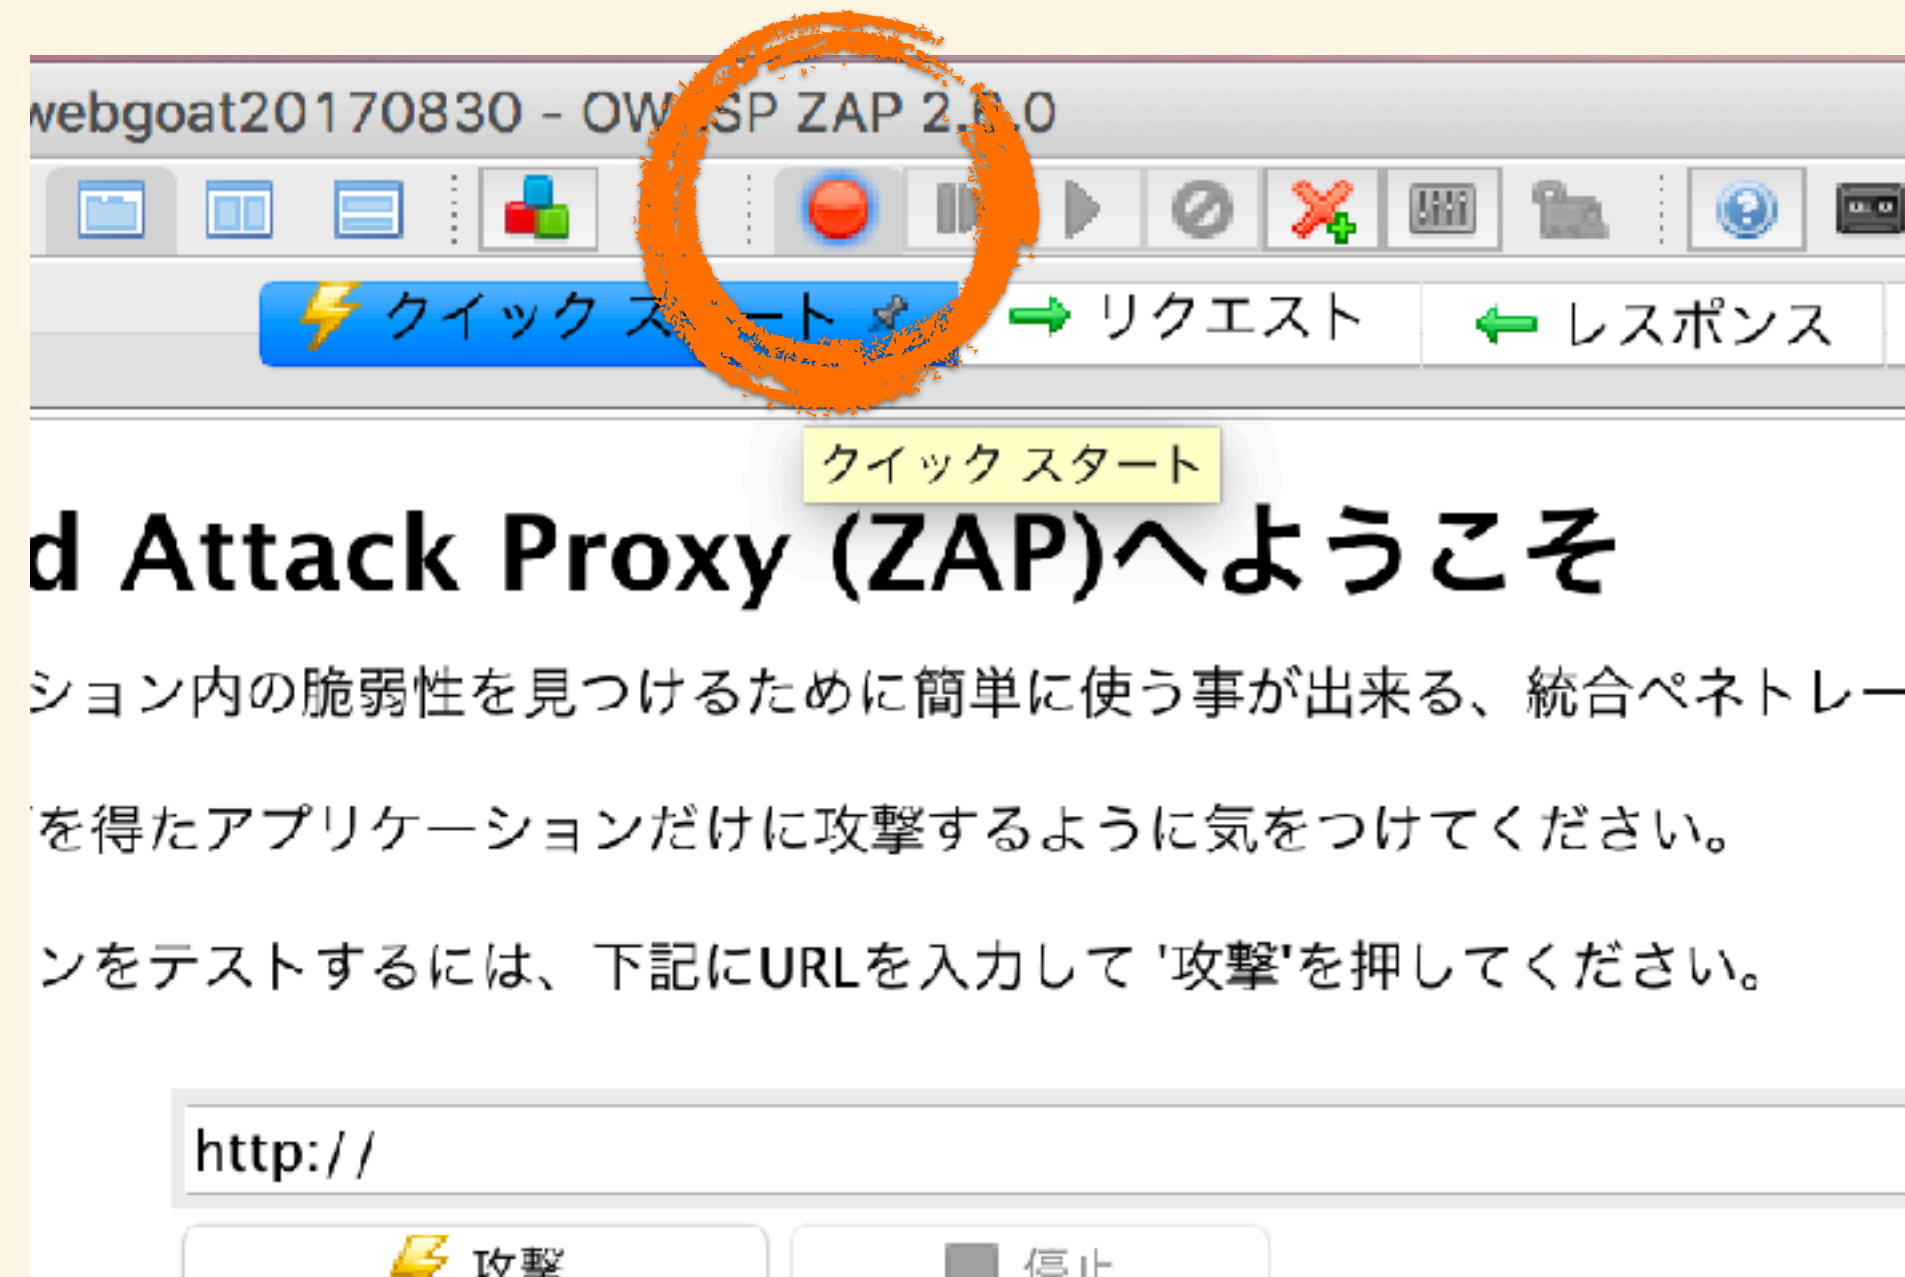 webgoat20170830 - OWASP ZAP 2.6.0
クイック スタート
リクエスト
レスポンス
クイック スタート
d Attack Proxy (ZAP)へようこそ
ション内の脆弱性を見つけるために簡単に使う事が出来る、統合ペネトレー
を得たアプリケーションだけに攻撃するように気をつけてください。
ンをテストするには、下記にURLを入力して '攻撃'を押してください。
http://
攻撃
停止